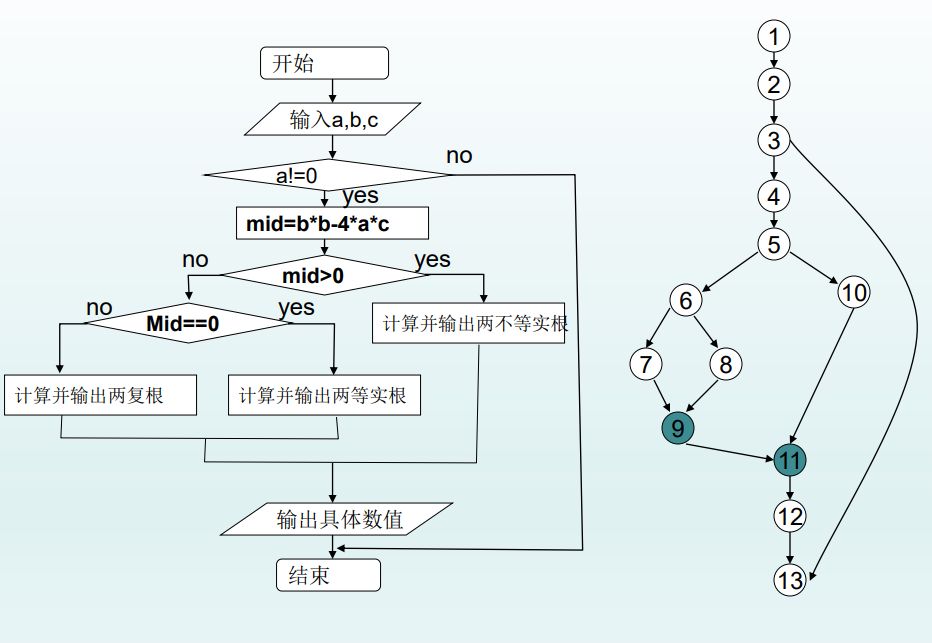 开始
输入a,b,c
a!=0
no
yes
mid=b*b-4*a*c
no
mid>0
yes
no
Mid==0
yes
计算并输出两不等实根
计算并输出两复根
计算并输出两等实根
输出具体数值
结束
1
2
3
4
5
6
10
7
8
9
11
12
13